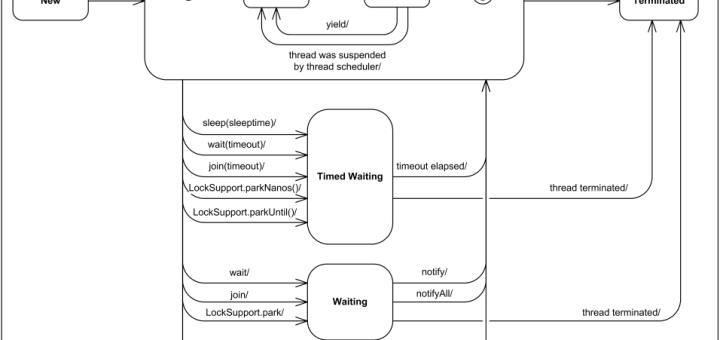 New
Terminated
yield/
thread was suspended
by thread scheduler/
sleep(sleeptime)/
wait(timeout)/
join(timeout)/
LockSupport.parkNanos()/
LockSupport.parkUntil()/
Timed Waiting
timeout elapsed/
thread terminated/
wait/
join/
LockSupport.park/
Waiting
notify/
notifyAll/
thread terminated/